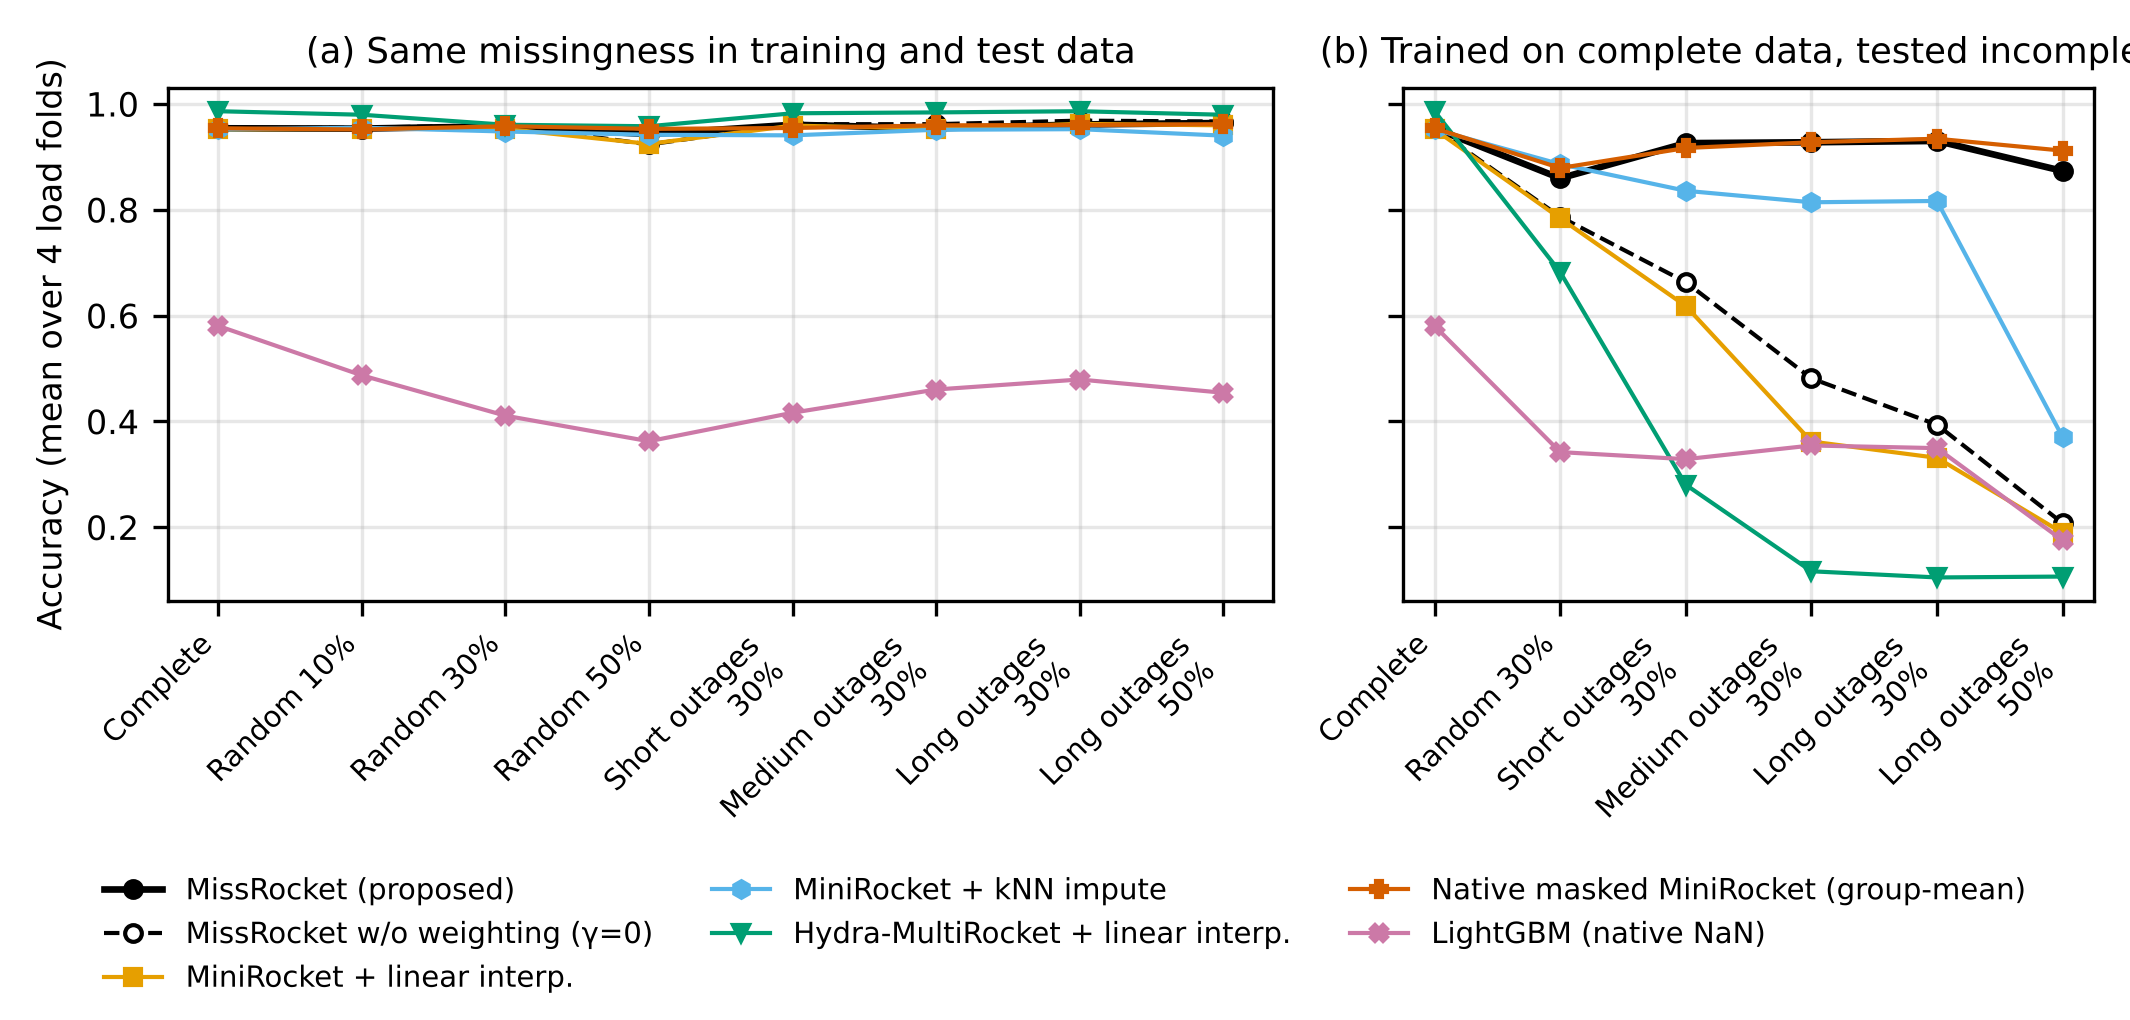 (a) Same missingness in training and test data
(b) Trained on complete data, tested incomple
Accuracy (mean over 4 load folds)
1.0
0.8
0.6
0.4
0.2
Complete
Random 10%
Random 30%
Random 50%
Short outages
30%
Medium outages
30%
Long outages
30%
Long outages
50%
Complete
Random 30%
Short outages
30%
Medium outages
30%
Long outages
30%
Long outages
50%
MissRocket (proposed)
MissRocket w/o weighting (γ=0)
MiniRocket + linear interp.
MiniRocket + kNN impute
Hydra-MultiRocket + linear interp.
Native masked MiniRocket (group-mean)
LightGBM (native NaN)